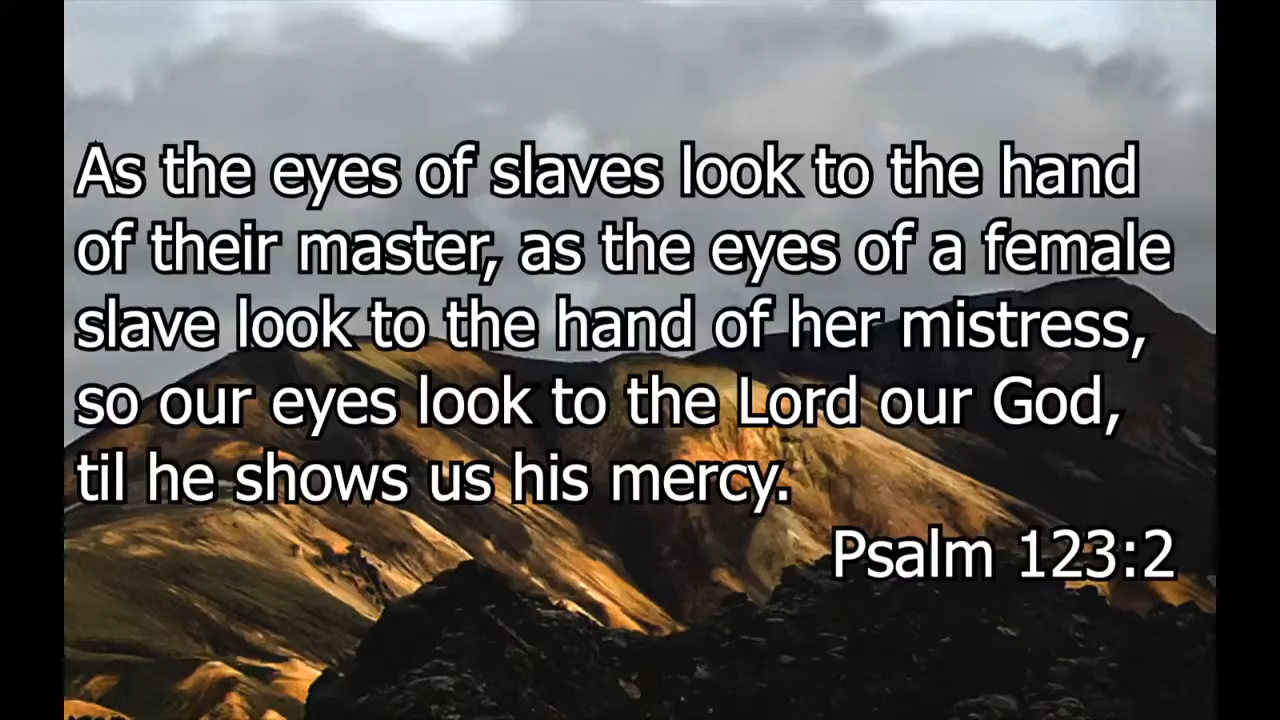 As the eyes of slaves look to the hand
of their master, as the eyes of a female
slave look to the hand of her mistress,
so our eyes look to the Lord our God,
til he shows us his mercy.
Psalm 123:2